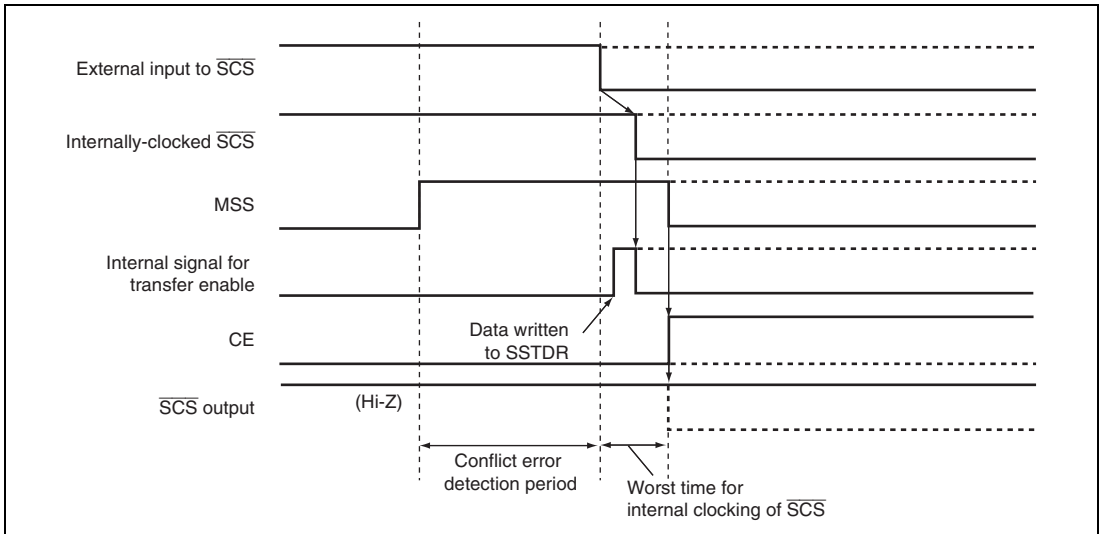 External input to SCS
Internally-clocked SCS
MSS
Internal signal for
transfer enable
Data written
to SSTDR
CE
SCS output
(Hi-Z)
Conflict error
detection period
Worst time for
internal clocking of SCS